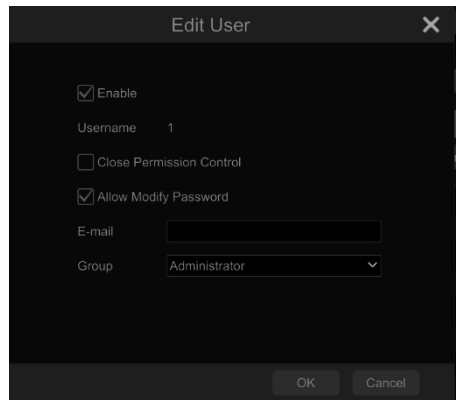 Edit User
Enable
Username 1
Close Permission Control
Allow Modify Password
E-mail
Group Administrator
OK Cancel